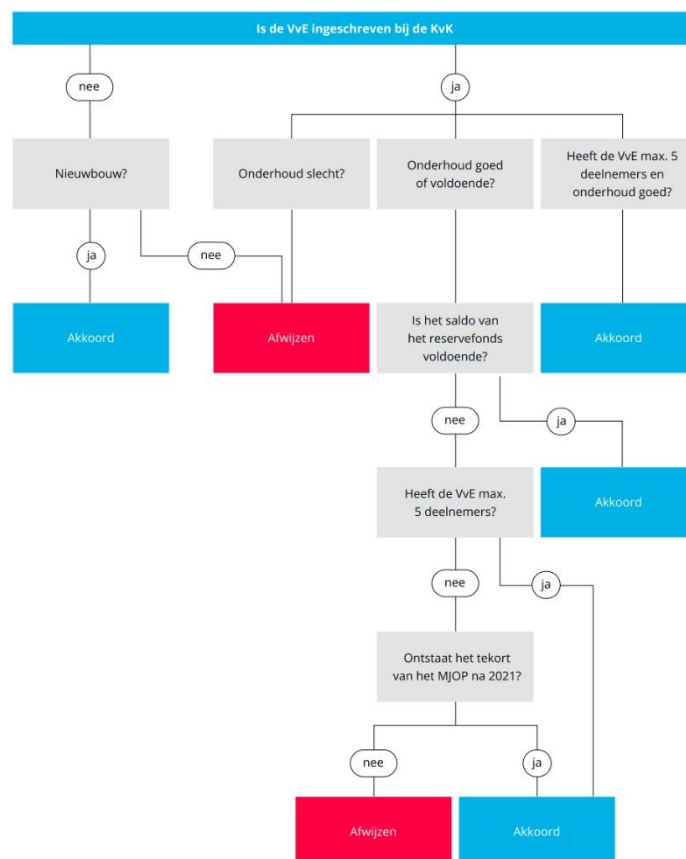 Is de VvE ingeschreven bij de KvK
nee
ja
Nieuwbouw?
Onderhoud slecht?
Onderhoud goed
of voldoende?
Heeft de VvE max. 5
deelnemers en
onderhoud goed?
ja
nee
Akkoord
Afwijzen
Is het saldo van
het reservefonds
voldoende?
Akkoord
nee
ja
Heeft de VvE max.
5 deelnemers?
Akkoord
nee
ja
Ontstaat het tekort
van het MJOP na 2021?
nee
ja
Afwijzen
Akkoord